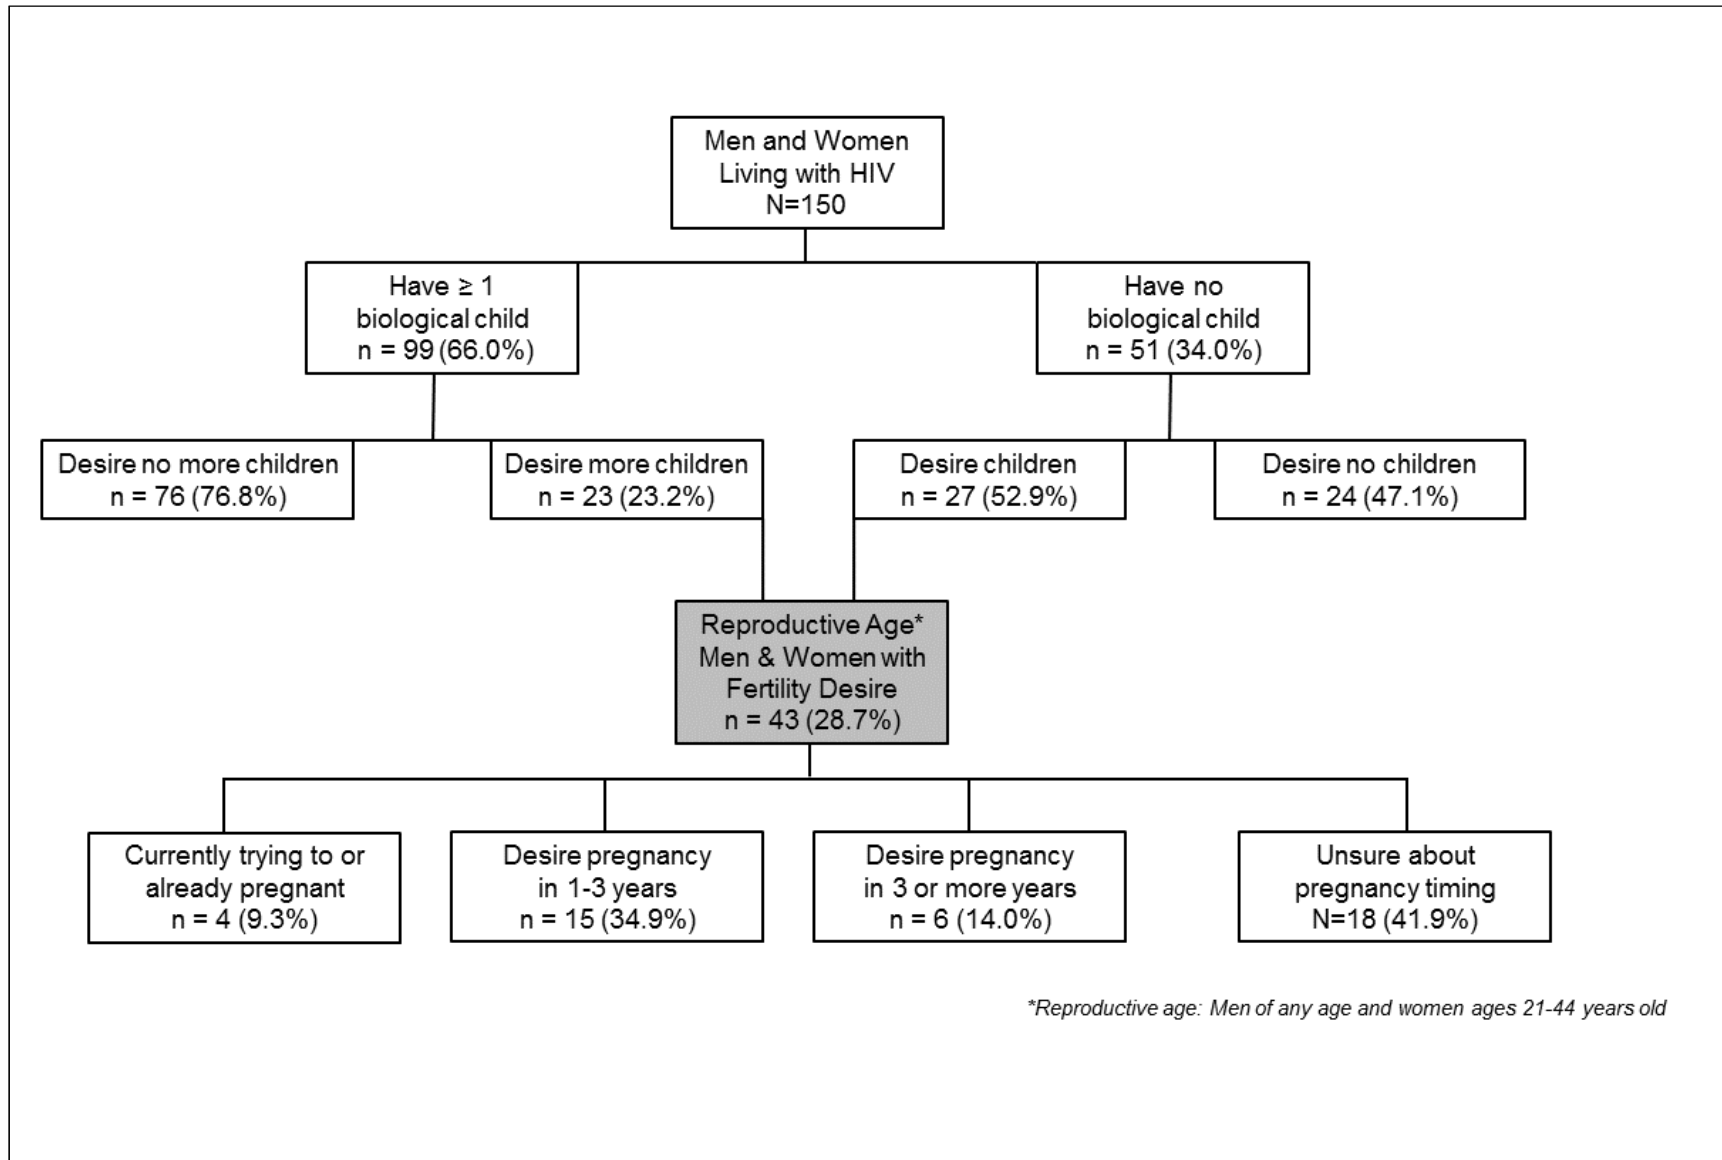 Men and Women
Living with HIV
N=150
Have ≥ 1
biological child
n = 99 (66.0%)
Have no
biological child
n = 51 (34.0%)
Desire no more children
n = 76 (76.8%)
Desire more children
n = 23 (23.2%)
Desire children
n = 27 (52.9%)
Desire no children
n = 24 (47.1%)
Reproductive Age*
Men & Women with
Fertility Desire
n = 43 (28.7%)
Currently trying to or
already pregnant
n = 4 (9.3%)
Desire pregnancy
in 1-3 years
n = 15 (34.9%)
Desire pregnancy
in 3 or more years
n = 6 (14.0%)
Unsure about
pregnancy timing
N=18 (41.9%)
*Reproductive age: Men of any age and women ages 21-44 years old